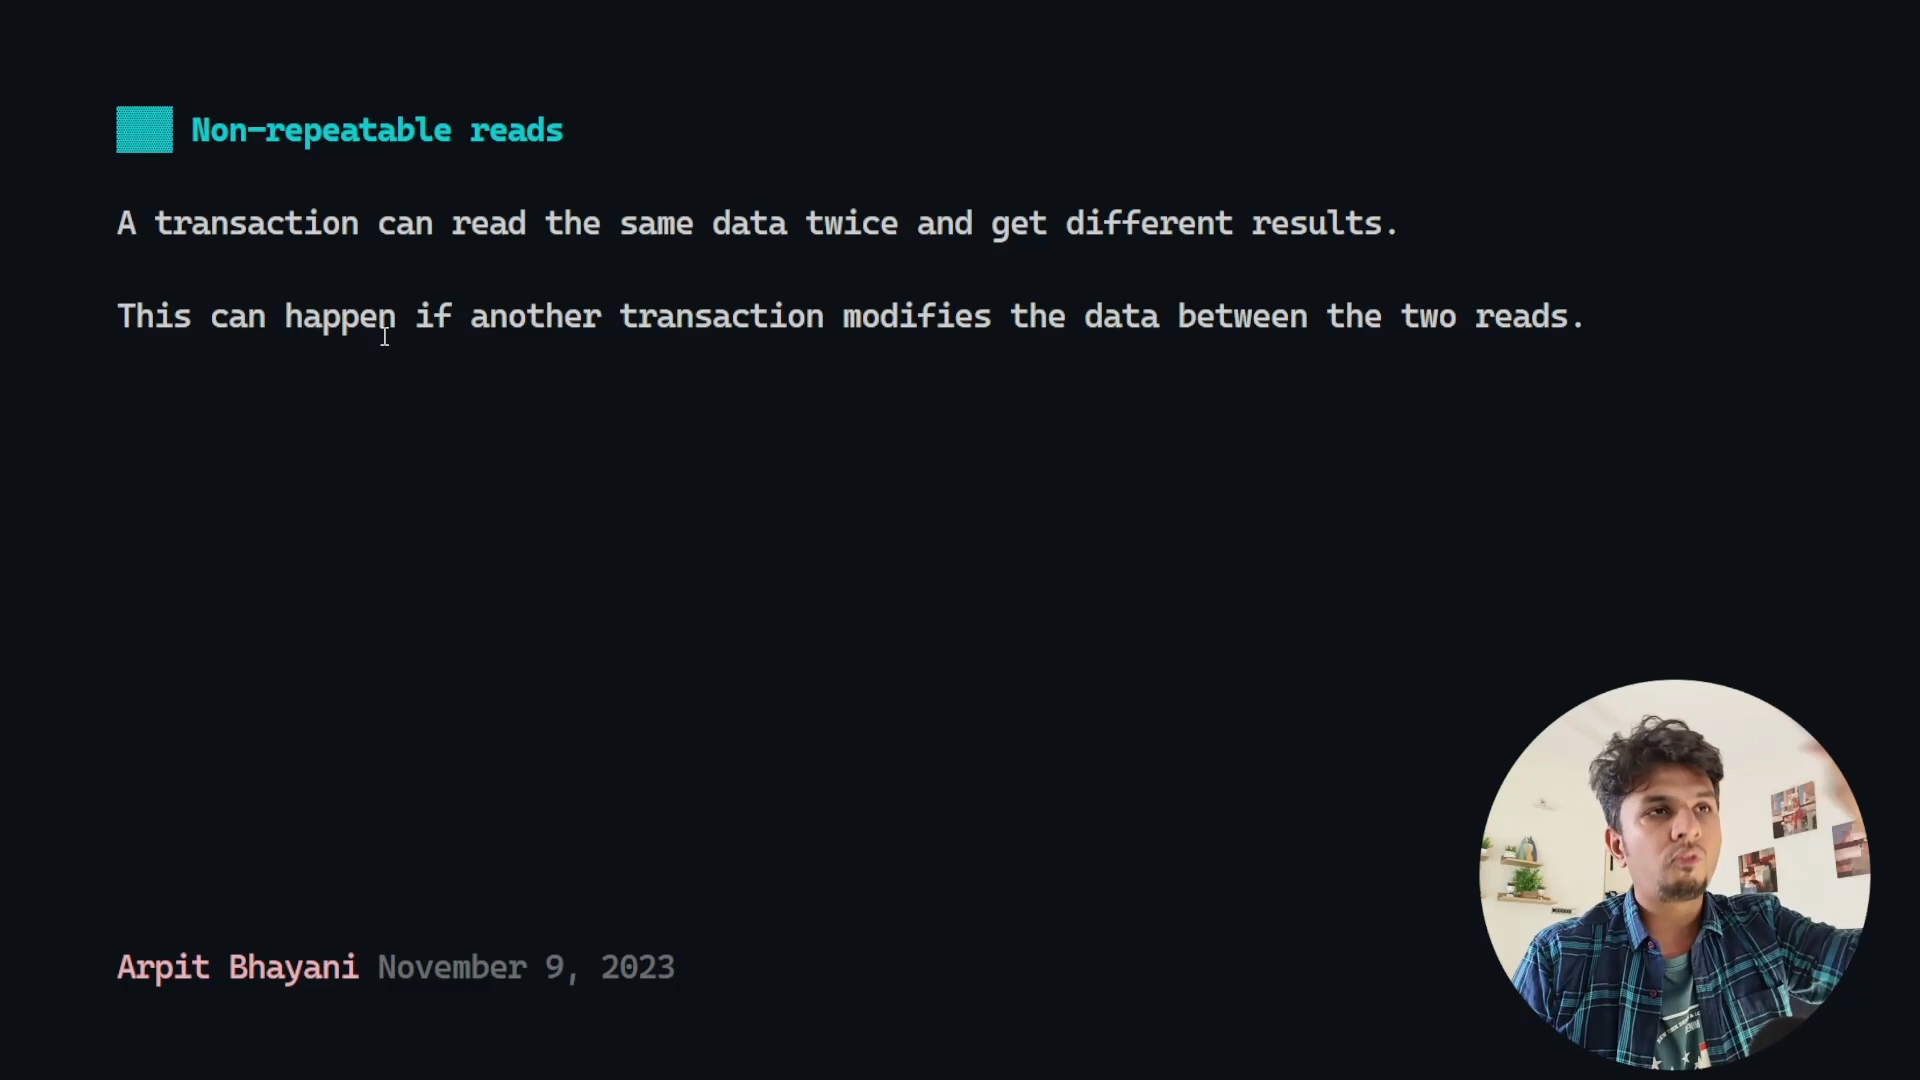 Non-repeatable reads
A transaction can read the same data twice and get different results.
This can happen if another transaction modifies the data between the two reads.
Arpit Bhayani November 9, 2023